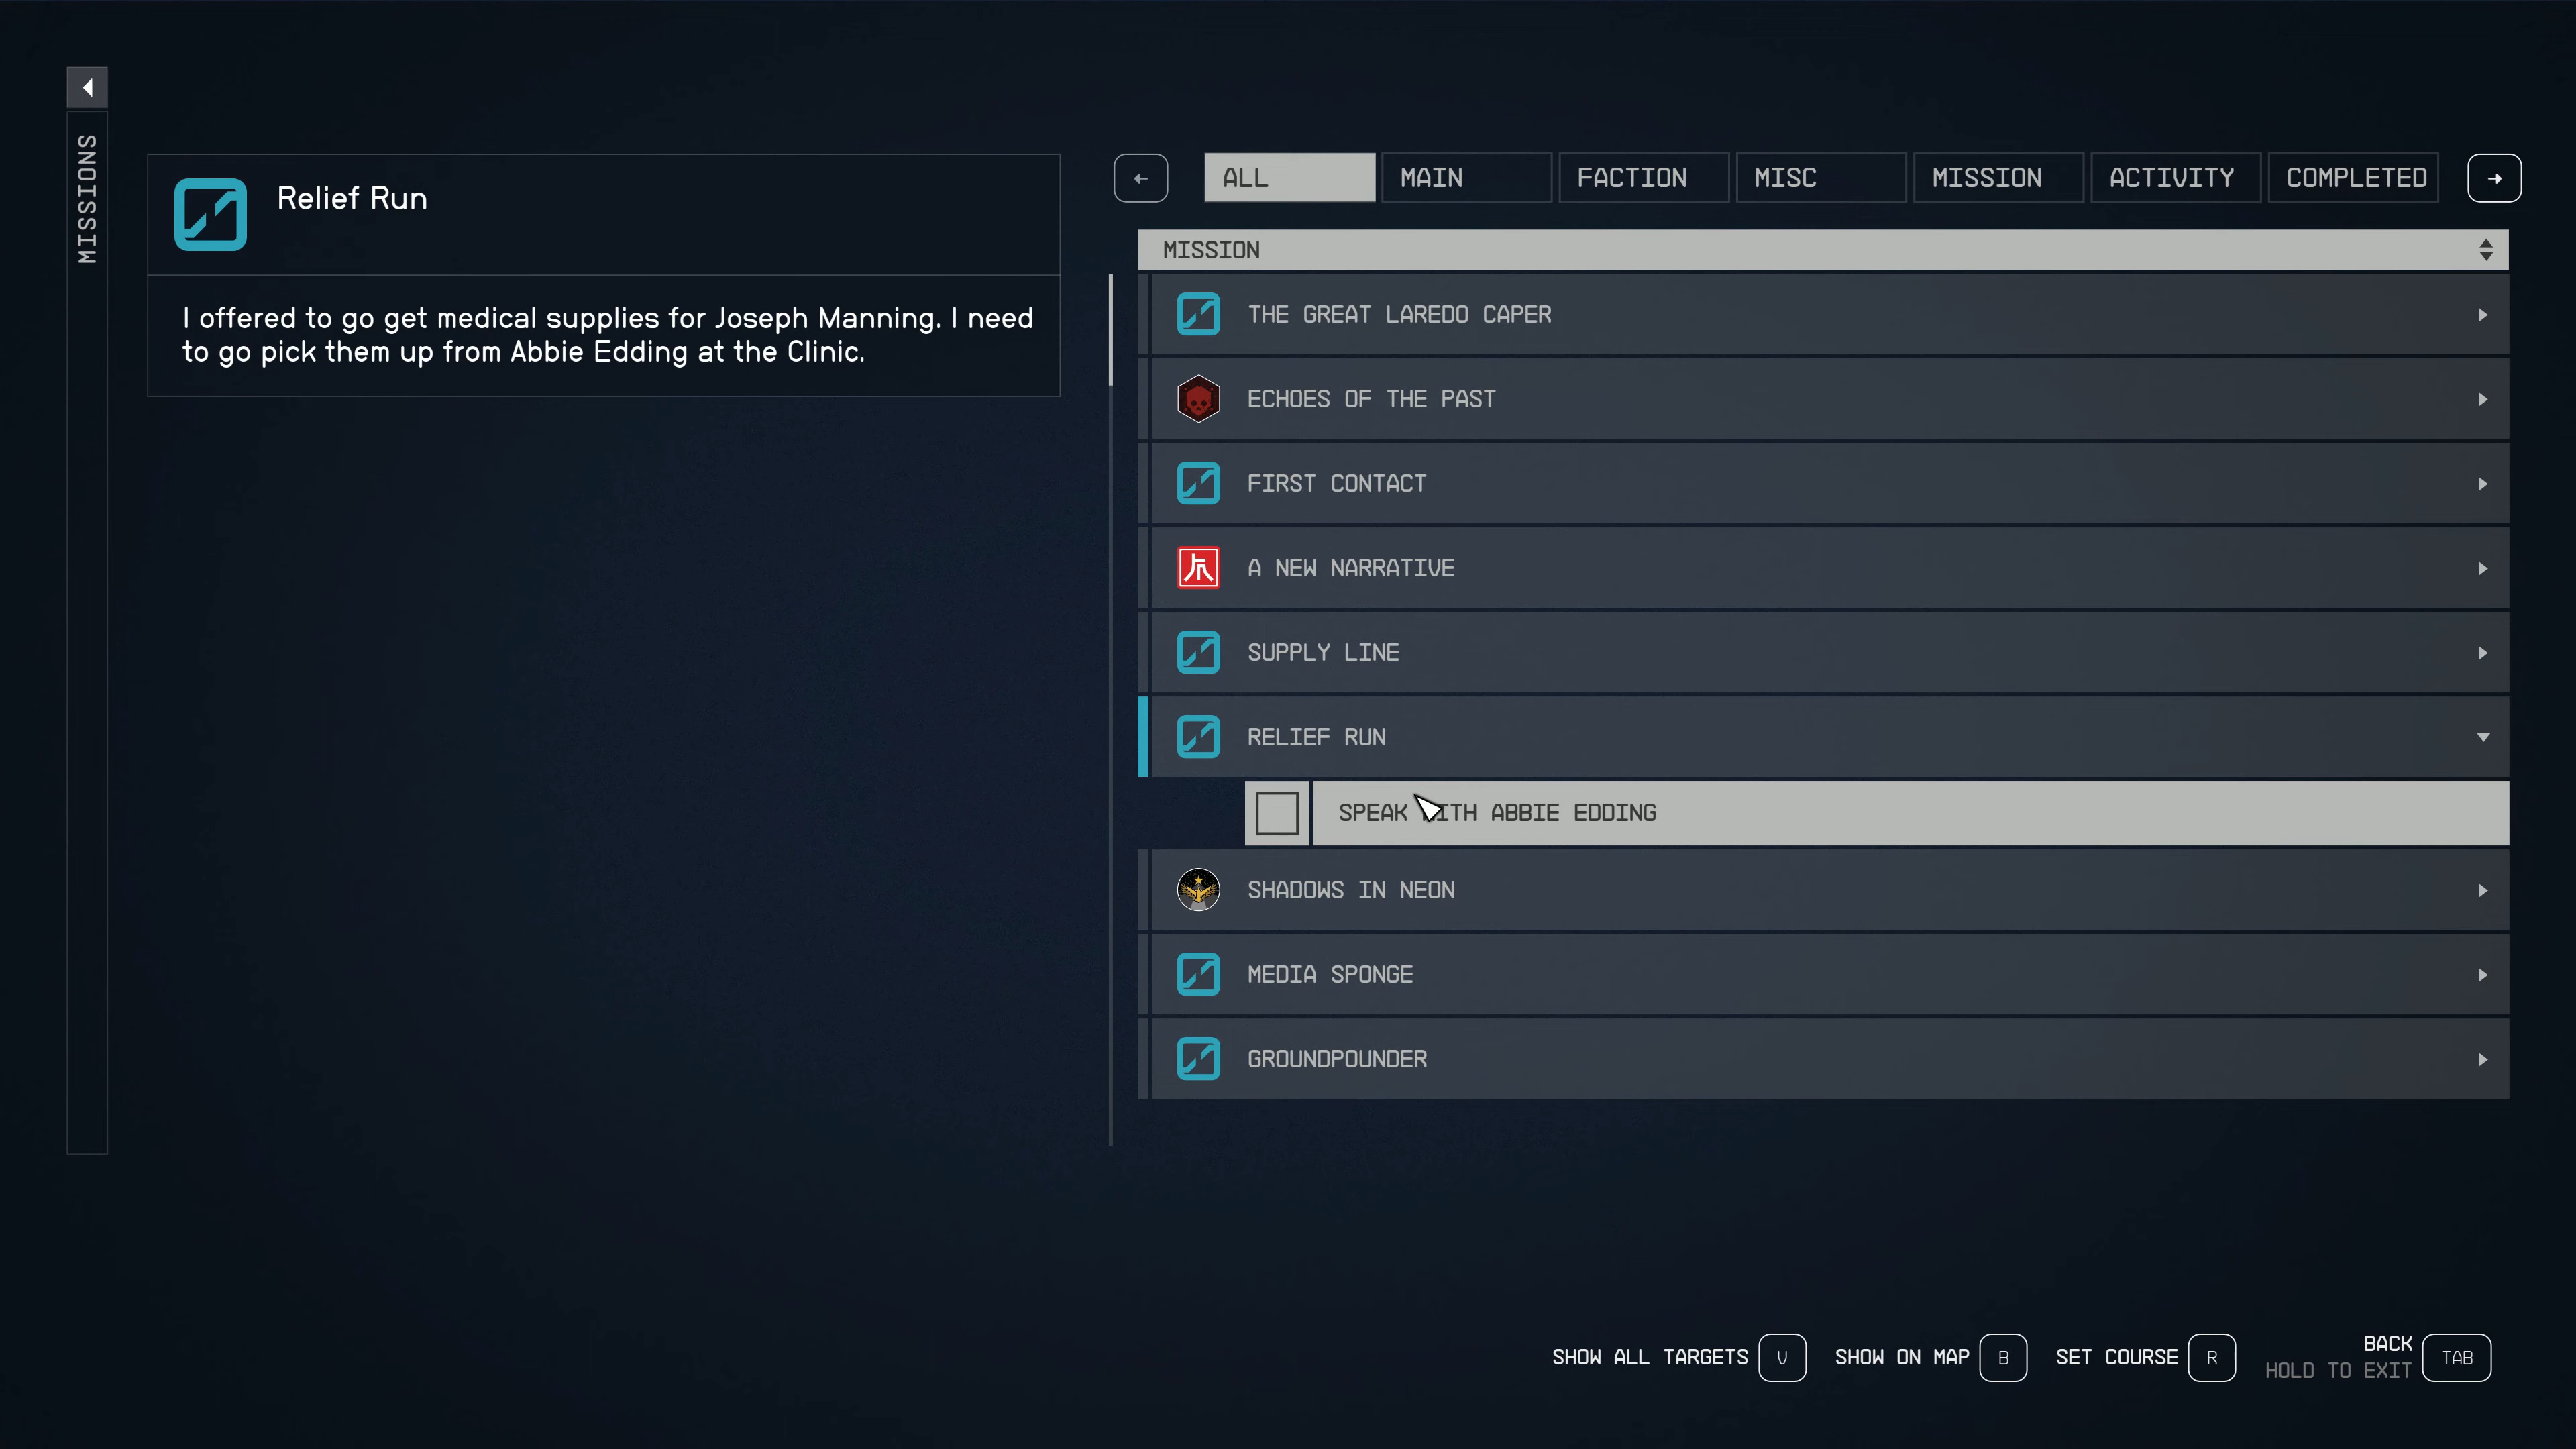 MISSIONS
Relief Run
I offered to go get medical supplies for Joseph Manning. I need
to go pick them up from Abbie Edding at the Clinic.
ALL MAIN FACTION MISC MISSION ACTIVITY COMPLETED
MISSION
THE GREAT LAREDO CAPER
ECHOES OF THE PAST
FIRST CONTACT
A NEW NARRATIVE
SUPPLY LINE
RELIEF RUN
SPEAK WITH ABBIE EDDING
SHADOWS IN NEON
MEDIA SPONGE
GROUNDPOUNDER
SHOW ALL TARGETS V SHOW ON MAP B SET COURSE R BACK TAB
HOLD TO EXIT